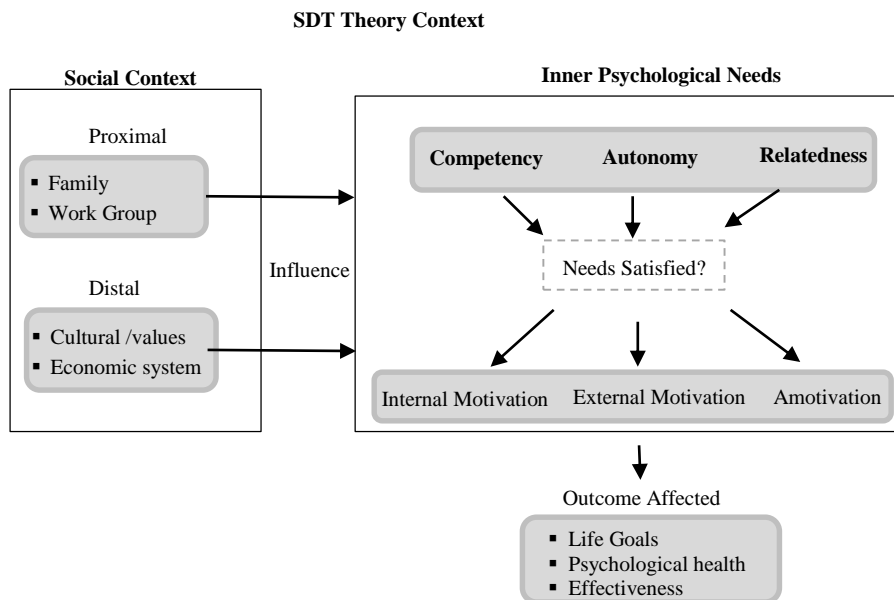 SDT Theory Context
Social Context
Proximal
▪ Family
▪ Work Group
Influence
Distal
▪ Cultural /values
▪ Economic system
Inner Psychological Needs
Competency Autonomy Relatedness
Needs Satisfied?
Internal Motivation External Motivation Amotivation
Outcome Affected
▪ Life Goals
▪ Psychological health
▪ Effectiveness